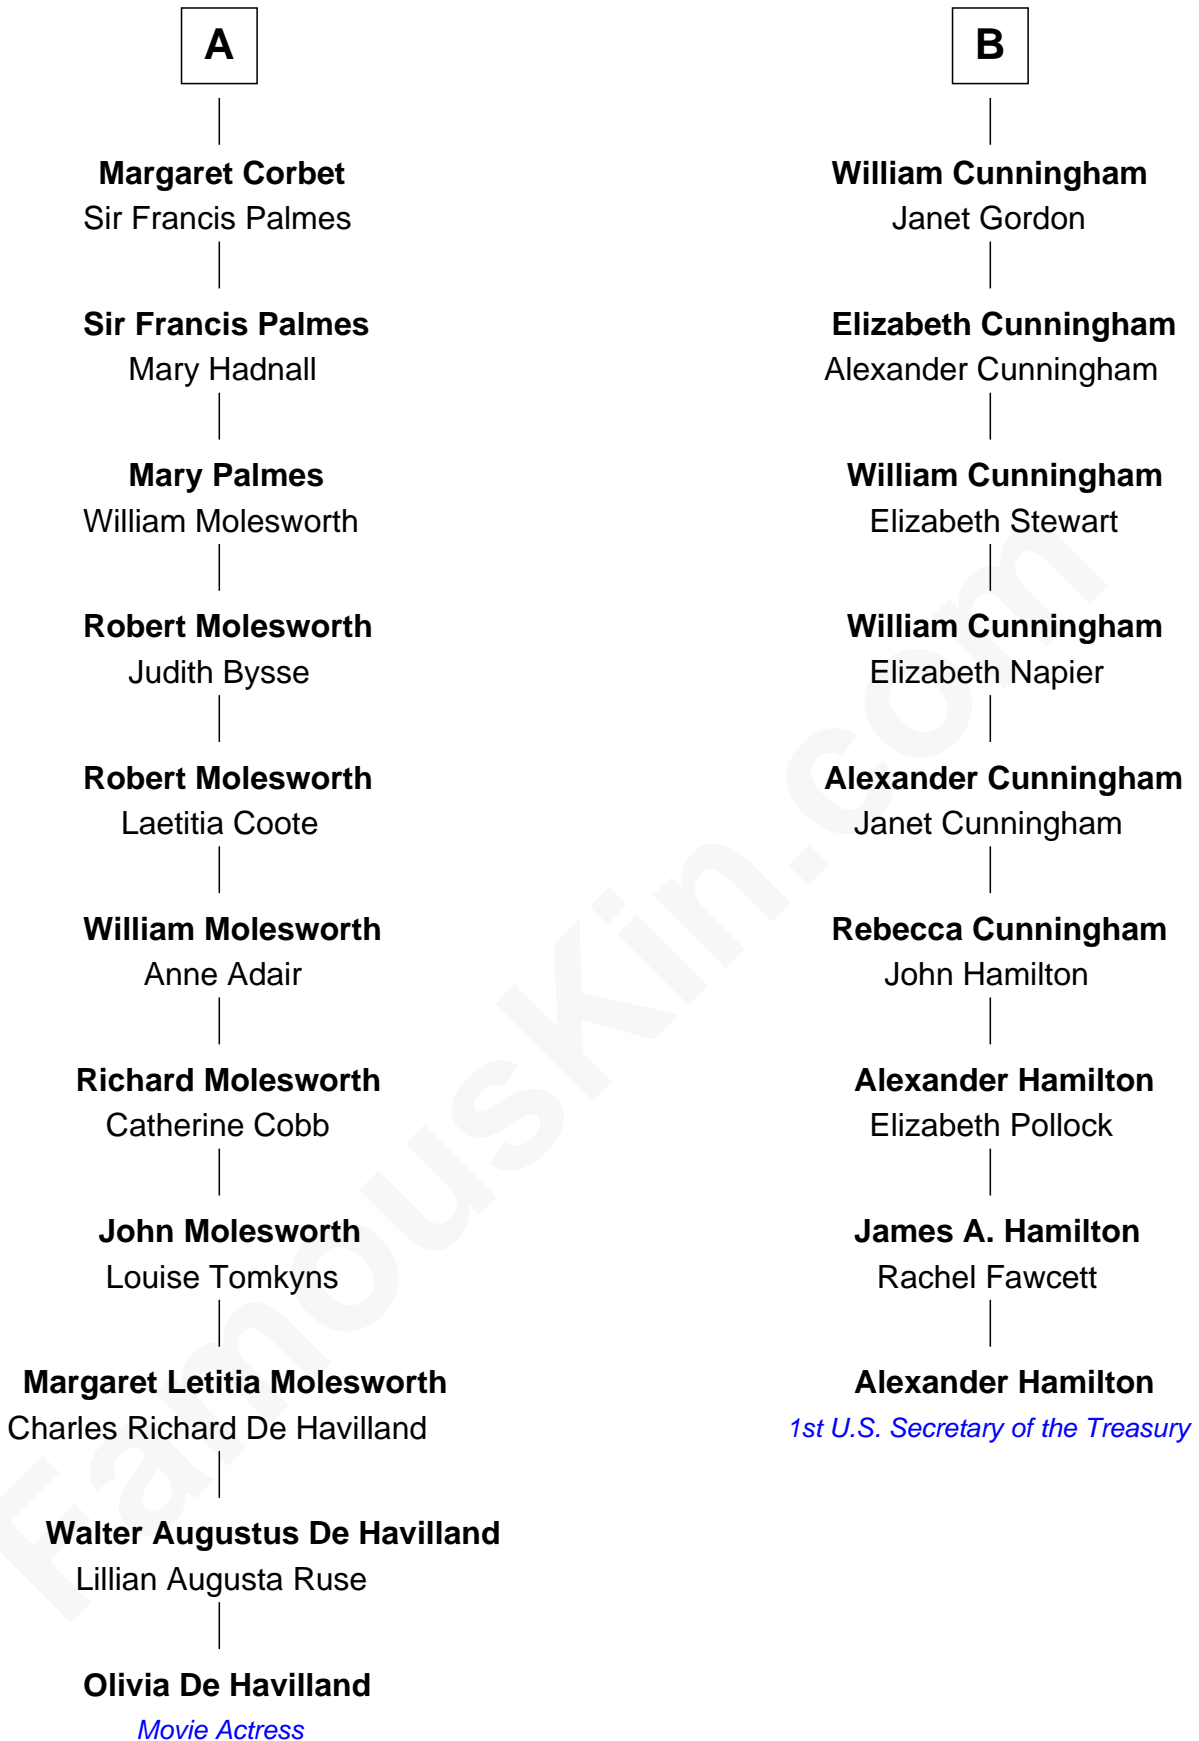 A
Margaret Corbet
Sir Francis Palmes
Sir Francis Palmes
Mary Hadnall
Mary Palmes
William Molesworth
Robert Molesworth
Judith Bysse
Robert Molesworth
Laetitia Coote
William Molesworth
Anne Adair
Richard Molesworth
Catherine Cobb
John Molesworth
Louise Tomkyns
Margaret Letitia Molesworth
Charles Richard De Havilland
Walter Augustus De Havilland
Lillian Augusta Ruse
Olivia De Havilland
Movie Actress
B
William Cunningham
Janet Gordon
Elizabeth Cunningham
Alexander Cunningham
William Cunningham
Elizabeth Stewart
William Cunningham
Elizabeth Napier
Alexander Cunningham
Janet Cunningham
Rebecca Cunningham
John Hamilton
Alexander Hamilton
Elizabeth Pollock
James A. Hamilton
Rachel Fawcett
Alexander Hamilton
1st U.S. Secretary of the Treasury
FamousKin.com